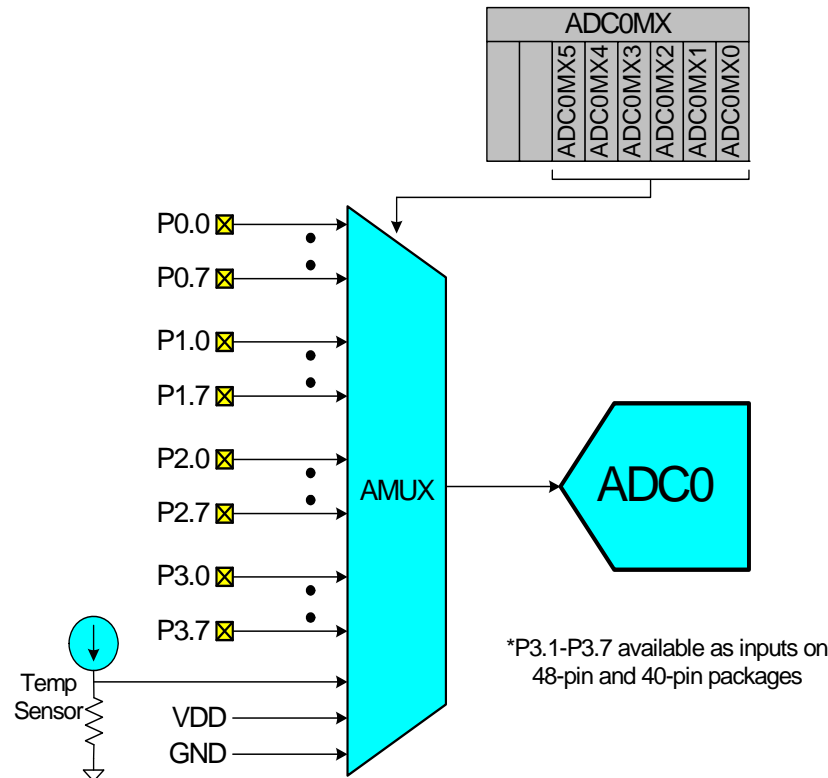 ADC0MX
ADC0MX5
ADC0MX4
ADC0MX3
ADC0MX2
ADC0MX1
ADC0MX0
P0.0
P0.7
P1.0
P1.7
P2.0
P2.7
P3.0
P3.7
AMUX
ADC0
*P3.1-P3.7 available as inputs on
48-pin and 40-pin packages
Temp
Sensor
VDD
GND